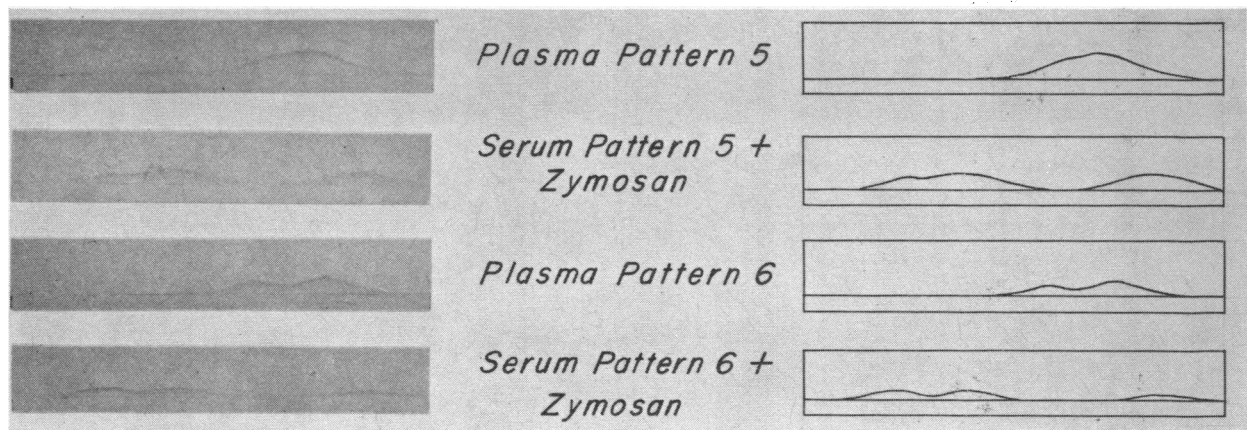 Plasma Pattern 5
Serum Pattern 5 +
Zymosan
Plasma Pattern 6
Serum Pattern 6 +
Zymosan